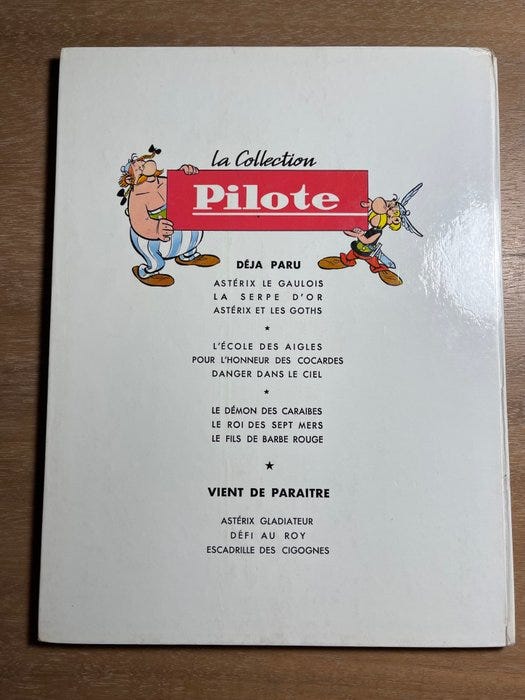 La Collection
Pilote
DÉJA PARU
ASTÉRIX LE GAULOIS
LA SERPE D'OR
ASTÉRIX ET LES GOTHS
★
L'ÉCOLE DES AIGLES
POUR L'HONNEUR DES COCARDES
DANGER DANS LE CIEL
★
LE DÉMON DES CARAIBES
LE ROI DES SEPT MERS
LE FILS DE BARBE ROUGE
★
VIENT DE PARAITRE
ASTÉRIX GLADIATEUR
DÉFI AU ROY
ESCADRILLE DES CIGOGNES